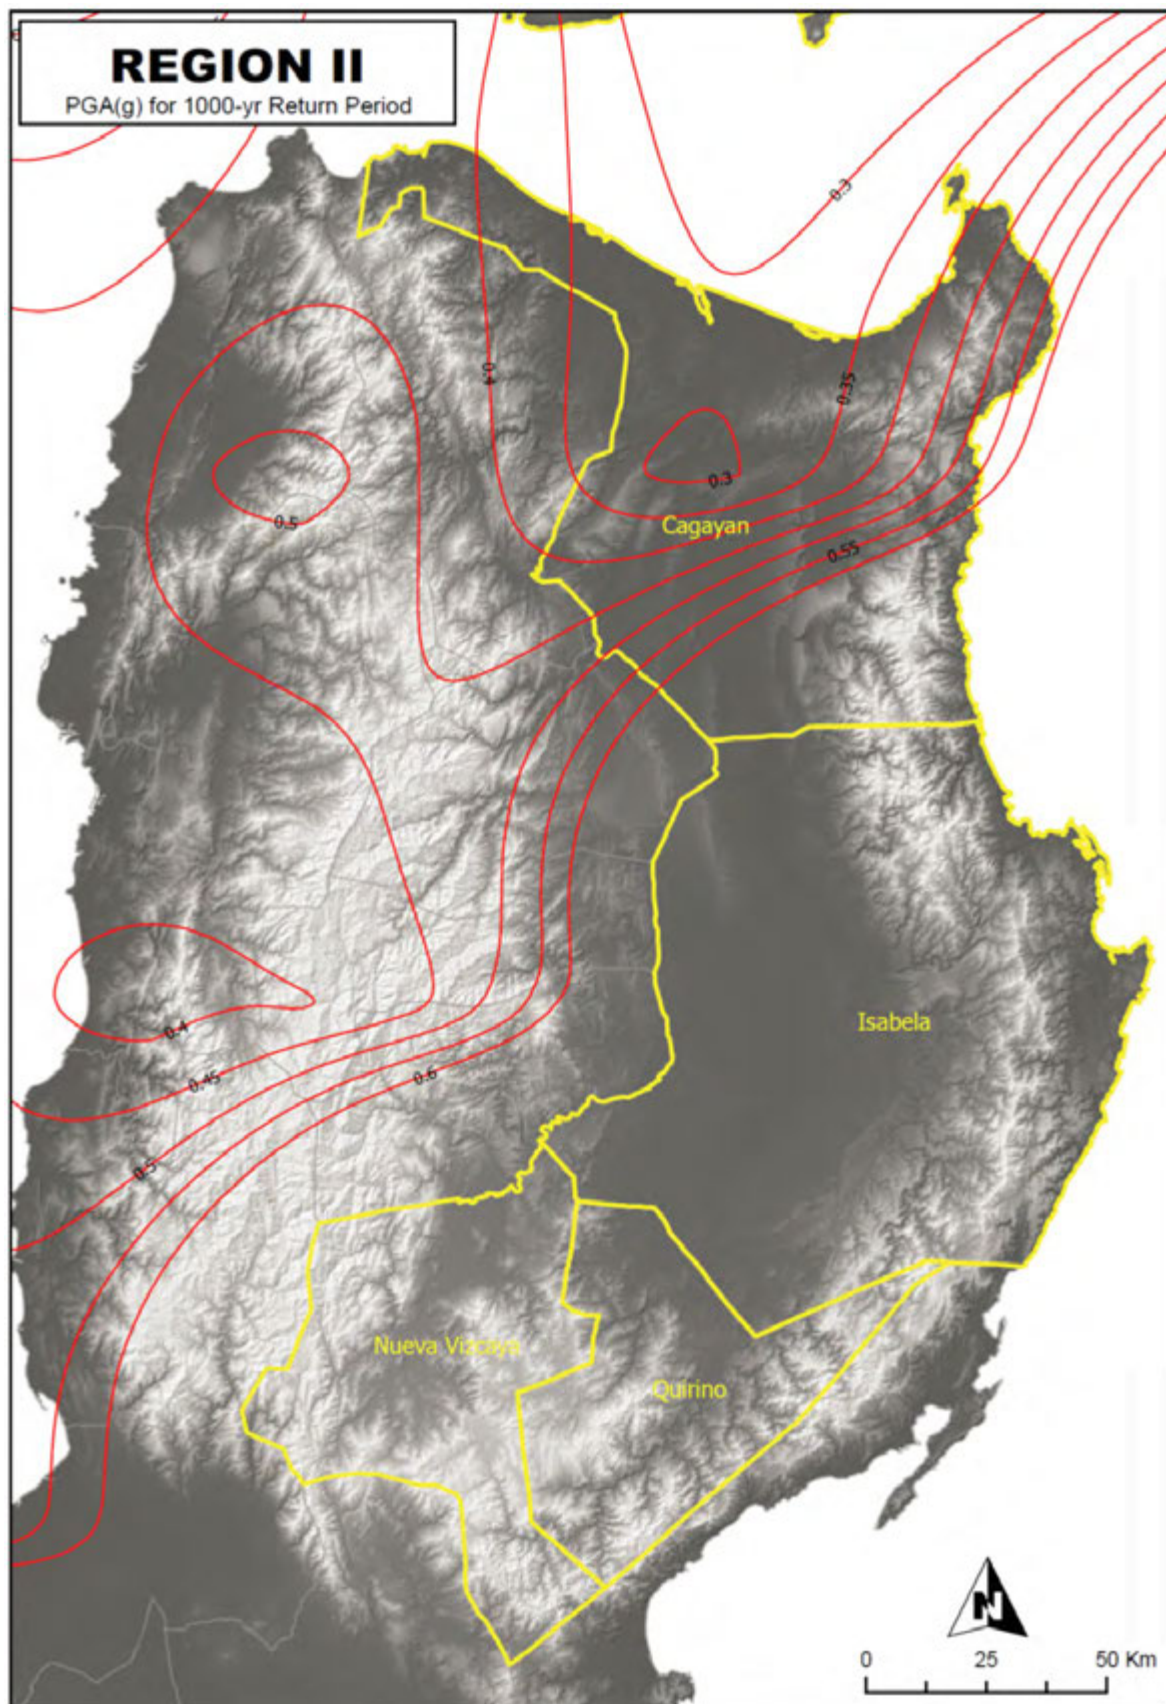 REGION II
PGA(g) for 1000-yr Return Period
0.3
0.4
0.35
0.3
0.5
Cagayan
0.55
Isabela
0.4
0.45
0.6
0.5
Nueva Vizcaya
Quirino
N
0 25 50 Km